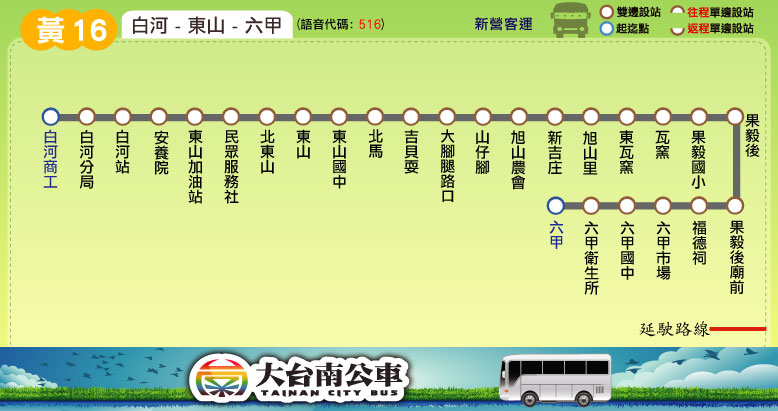 黃16
白河 - 東山 - 六甲
(語音代碼: 516)
新營客運
雙邊設站
往程單邊設站
起迄點
返程單邊設站
白河商工
白河分局
白河站
安養院
東山加油站
民眾服務社
北東山
東山
東山國中
北馬
吉貝耍
大腳腿路口
山仔腳
旭山農會
新吉庄
旭山里
東瓦窯
瓦窯
果毅國小
果毅後
果毅後廟前
福德祠
六甲市場
六甲國中
六甲衛生所
六甲
延駛路線
大台南公車
TAINAN CITY BUS